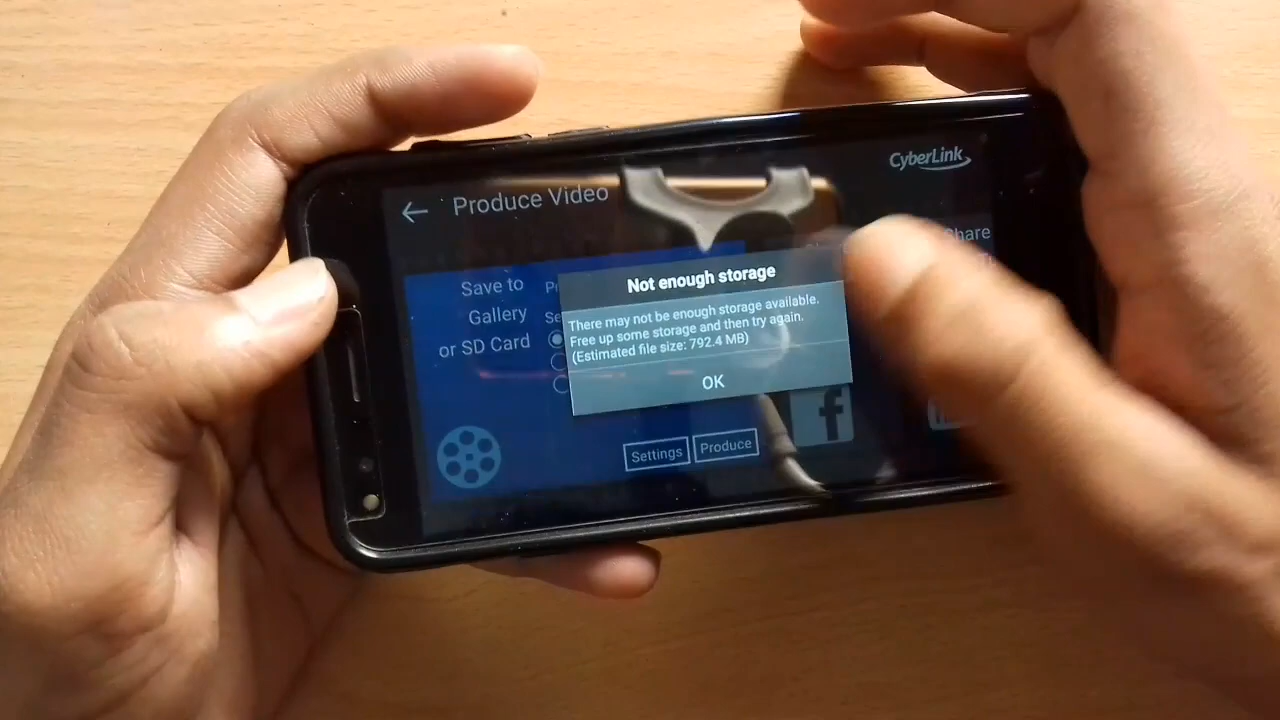 CyberLink
Produce Video
Share
Save to
Gallery
or SD Card
Not enough storage
There may not be enough storage available.
Free up some storage and then try again.
(Estimated file size: 792.4 MB)
OK
f
Settings
Produce